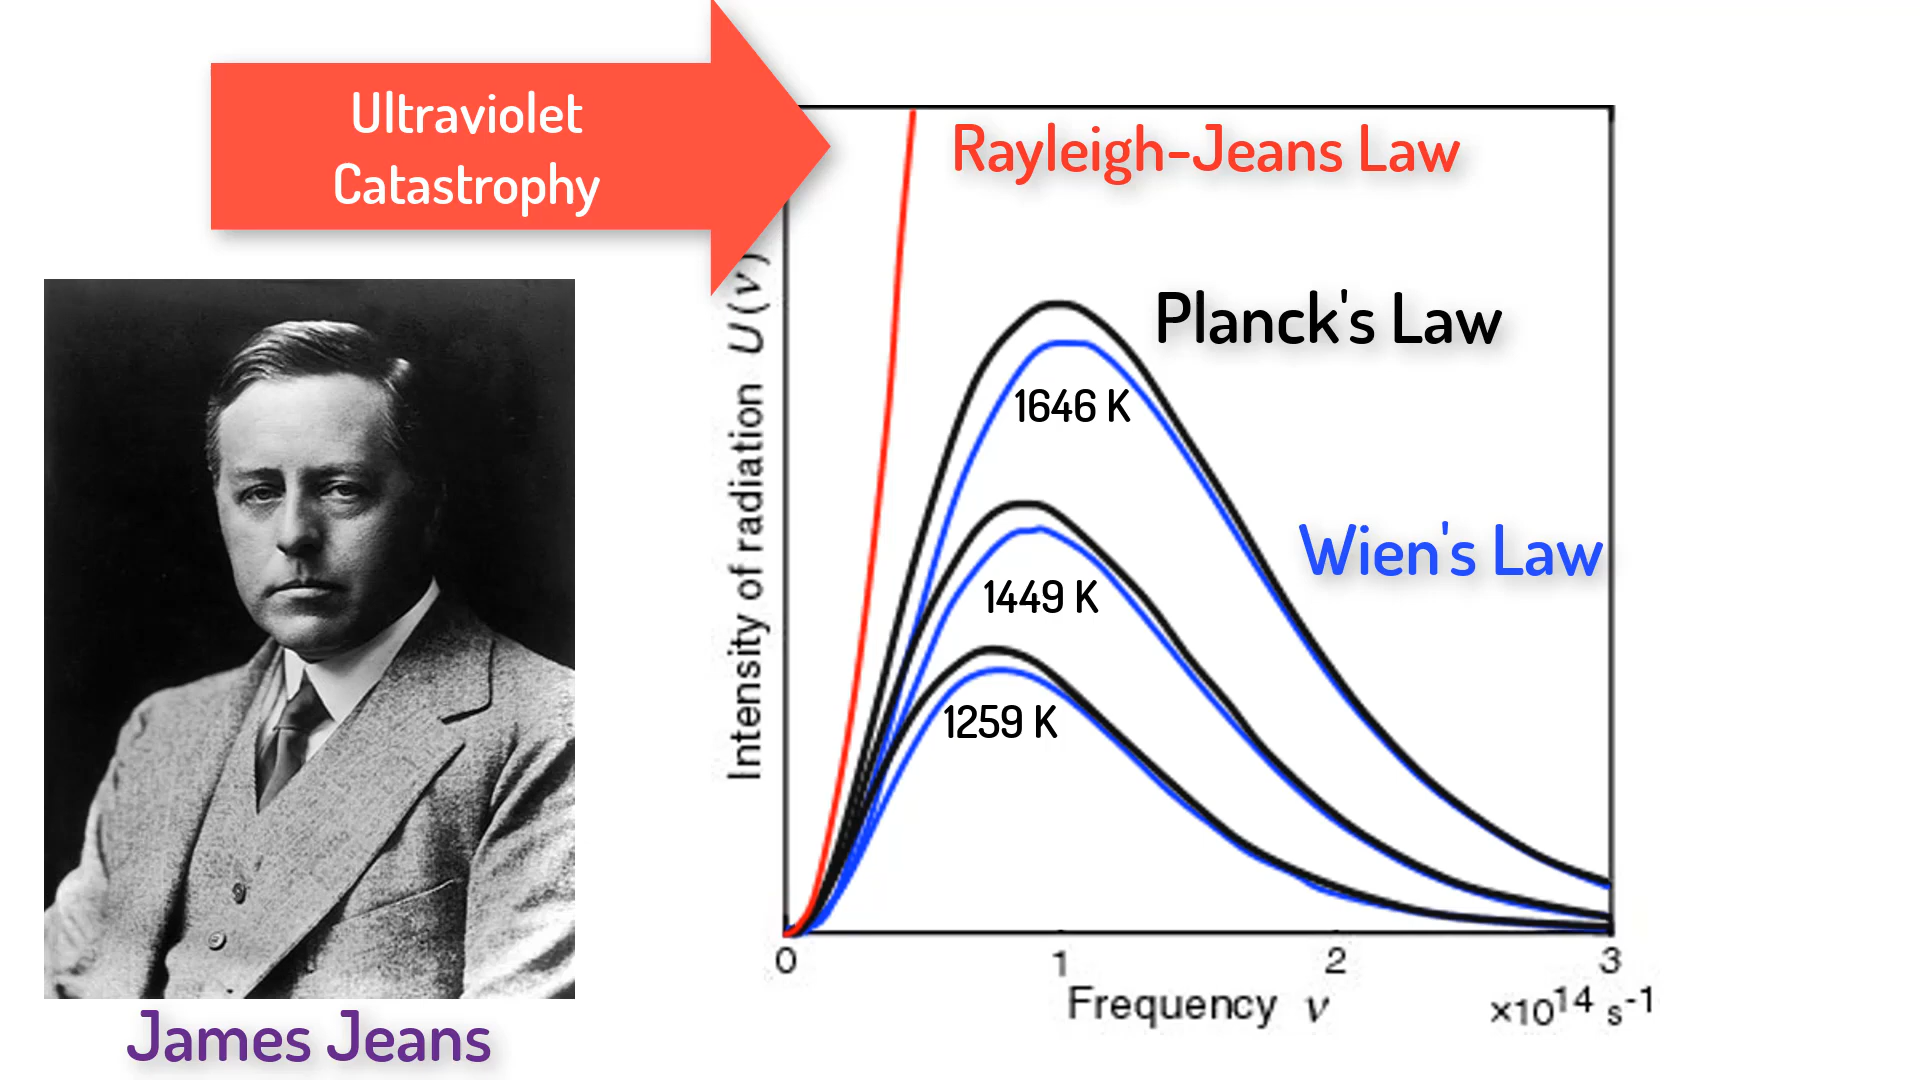 Ultraviolet
Catastrophy
Rayleigh-Jeans Law
Planck's Law
1646 K
Wien's Law
1449 K
1259 K
Intensity of radiation U(ν)
0 1 2 3
Frequency ν ×10¹⁴ s⁻¹
James Jeans